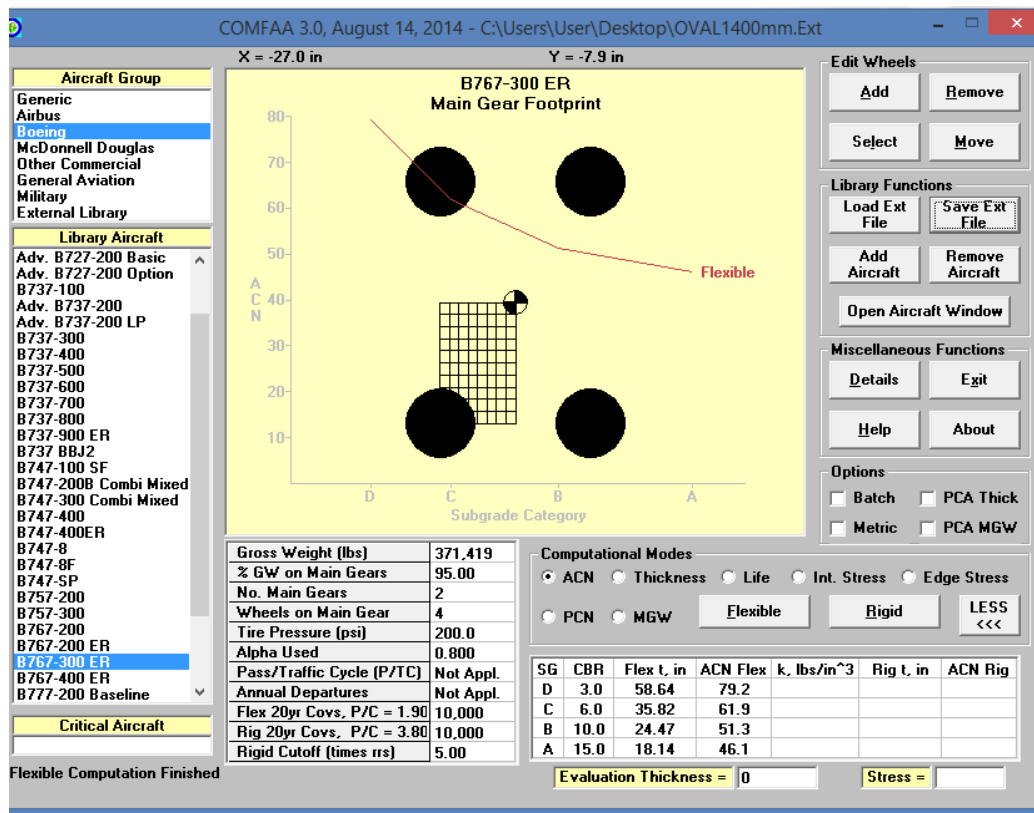 COMFAA 3.0, August 14, 2014 - C:\Users\User\Desktop\OVAL1400mm.Ext
X = -27.0 in Y = -7.9 in
Aircraft Group
Generic
Airbus
Boeing
McDonnell Douglas
Other Commercial
General Aviation
Military
External Library
Library Aircraft
Adv. B727-200 Basic
Adv. B727-200 Option
B737-100
Adv. B737-200
Adv. B737-200 LP
B737-300
B737-400
B737-500
B737-600
B737-700
B737-800
B737-900 ER
B737 BBJ2
B747-100 SF
B747-200B Combi Mixed
B747-300 Combi Mixed
B747-400
B747-400ER
B747-8
B747-8F
B747-SP
B757-200
B757-300
B767-200
B767-200 ER
B767-300 ER
B767-400 ER
B777-200 Baseline
Critical Aircraft
Flexible Computation Finished
B767-300 ER
Main Gear Footprint
80
70
60
50
40
30
20
10
A
C
N
Flexible
D C B A
Subgrade Category
Edit Wheels
Add Remove
Select Move
Library Functions
Load Ext File Save Ext File
Add Aircraft Remove Aircraft
Open Aircraft Window
Miscellaneous Functions
Details Exit
Help About
Options
Batch PCA Thick
Metric PCA MGW
Gross Weight (lbs) 371,419
% GW on Main Gears 95.00
No. Main Gears 2
Wheels on Main Gear 4
Tire Pressure (psi) 200.0
Alpha Used 0.800
Pass/Traffic Cycle (P/TC) Not Appl.
Annual Departures Not Appl.
Flex 20yr Covs, P/C = 1.90 10,000
Rig 20yr Covs, P/C = 3.80 10,000
Rigid Cutoff (times rrs) 5.00
Computational Modes
ACN Thickness Life Int. Stress Edge Stress
PCN MGW Flexible Rigid LESS <<<
SG CBR Flex t, in ACN Flex k, lbs/in^3 Rig t, in ACN Rig
D 3.0 58.64 79.2
C 6.0 35.82 61.9
B 10.0 24.47 51.3
A 15.0 18.14 46.1
Evaluation Thickness = 0 Stress =